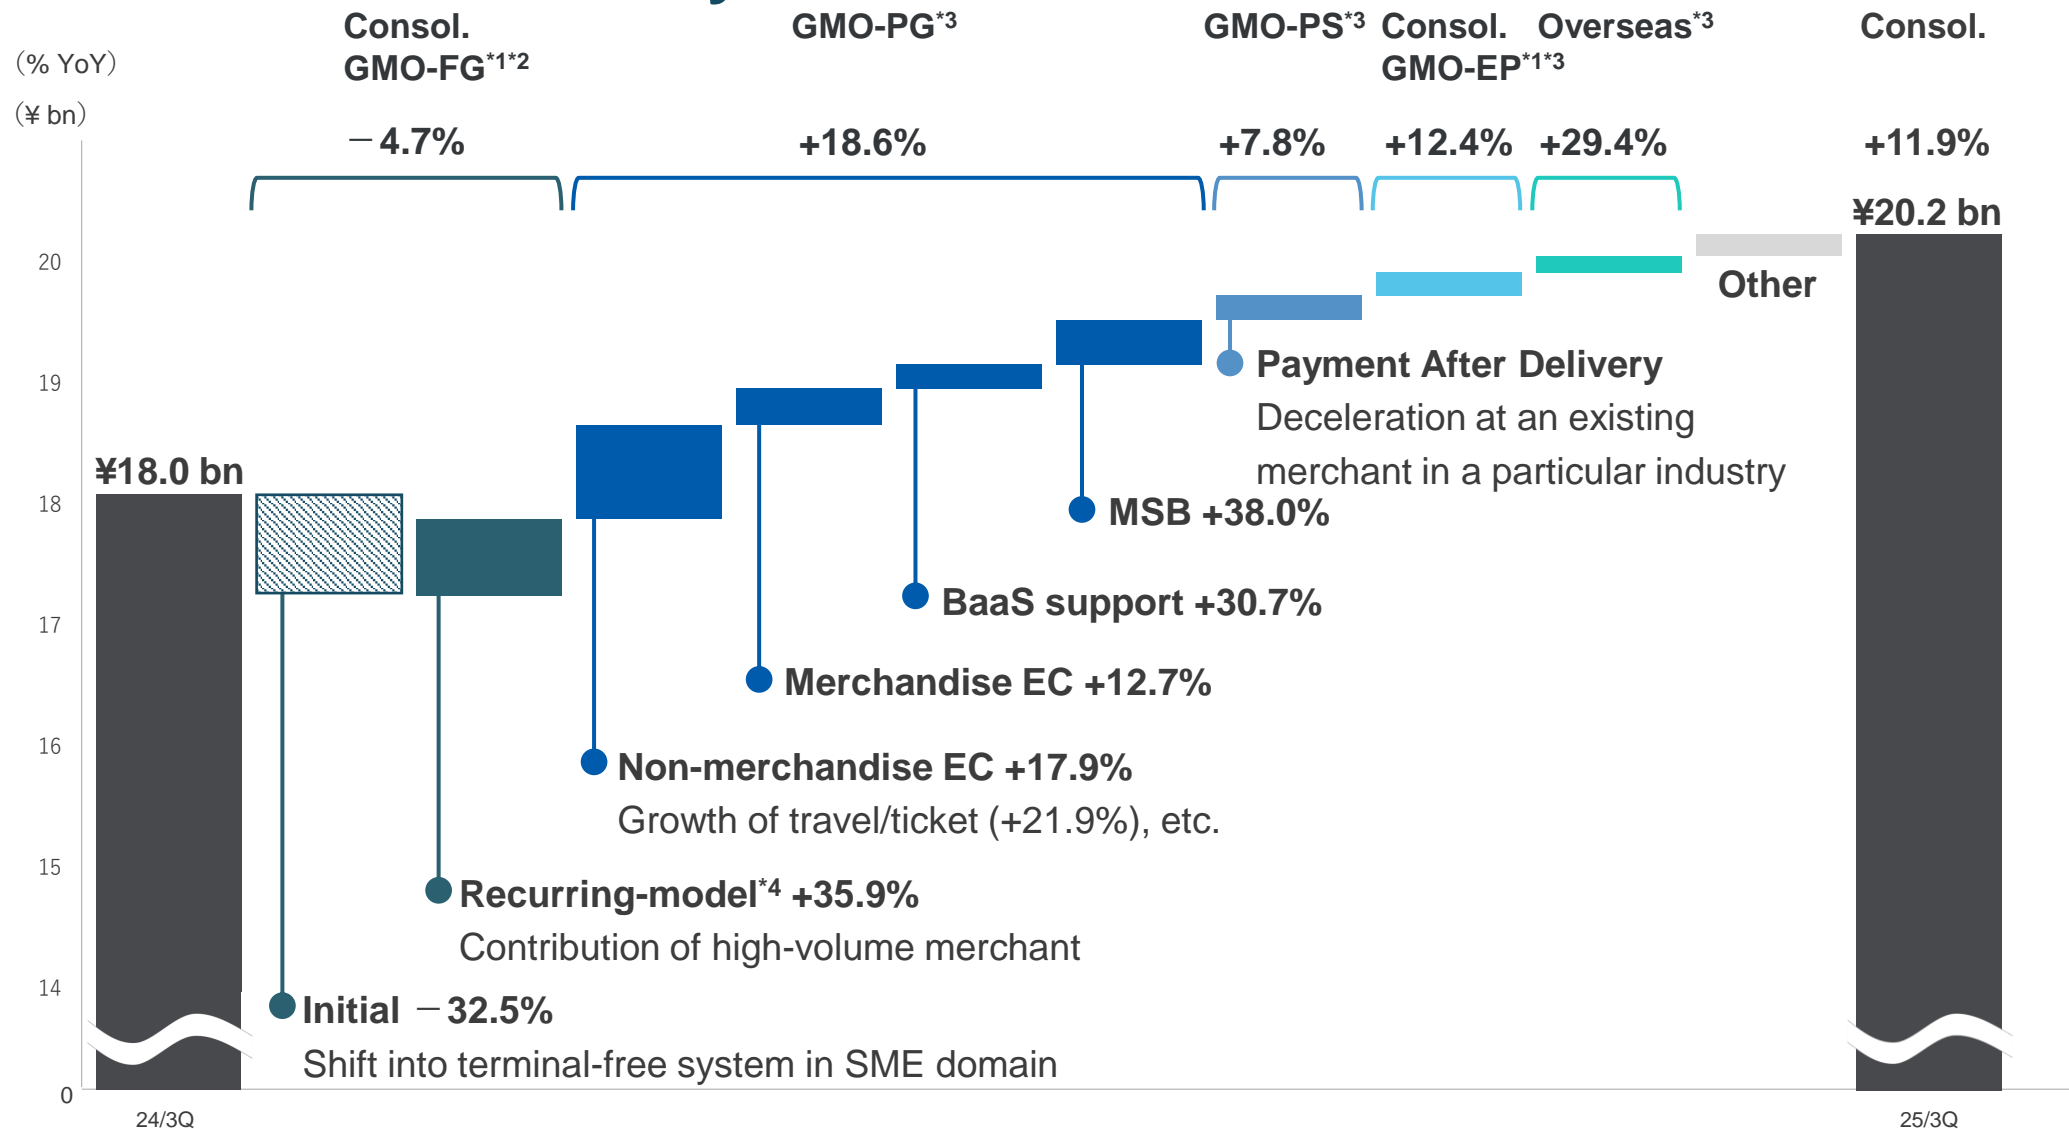 Consol.
GMO-FG*1*2
GMO-PG*3
GMO-PS*3
Consol.
GMO-EP*1*3
Overseas*3
Consol.
（% YoY）
（¥ bn）
－4.7%
+18.6%
+7.8%
+12.4%
+29.4%
+11.9%
¥20.2 bn
20
Other
Payment After Delivery
19
Deceleration at an existing
merchant in a particular industry
¥18.0 bn
18
MSB +38.0%
BaaS support +30.7%
17
Merchandise EC +12.7%
16
Non-merchandise EC +17.9%
Growth of travel/ticket (+21.9%), etc.
15
Recurring-model*4 +35.9%
Contribution of high-volume merchant
14
Initial －32.5%
Shift into terminal-free system in SME domain
0
24/3Q
25/3Q